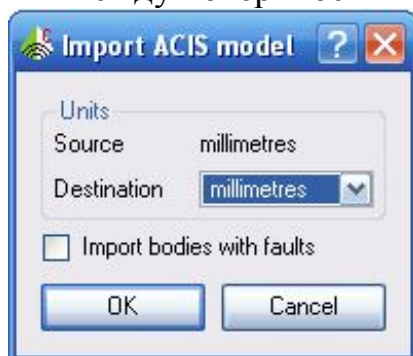 Import ACIS model
Units
Source millimetres
Destination millimetres
Import bodies with faults
OK Cancel